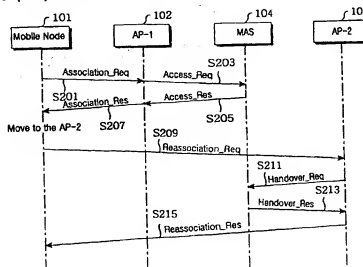 101
102
104
10
Mobile Node
AP-1
MAS
AP-2
Association_Req
Access_Req
S203
S201
Association_Res
Access_Res
S207
S205
Move to the AP-2
S209
Reassociation_Req
S211
Handover_Req
S213
Handover_Res
S215
Reassociation_Res